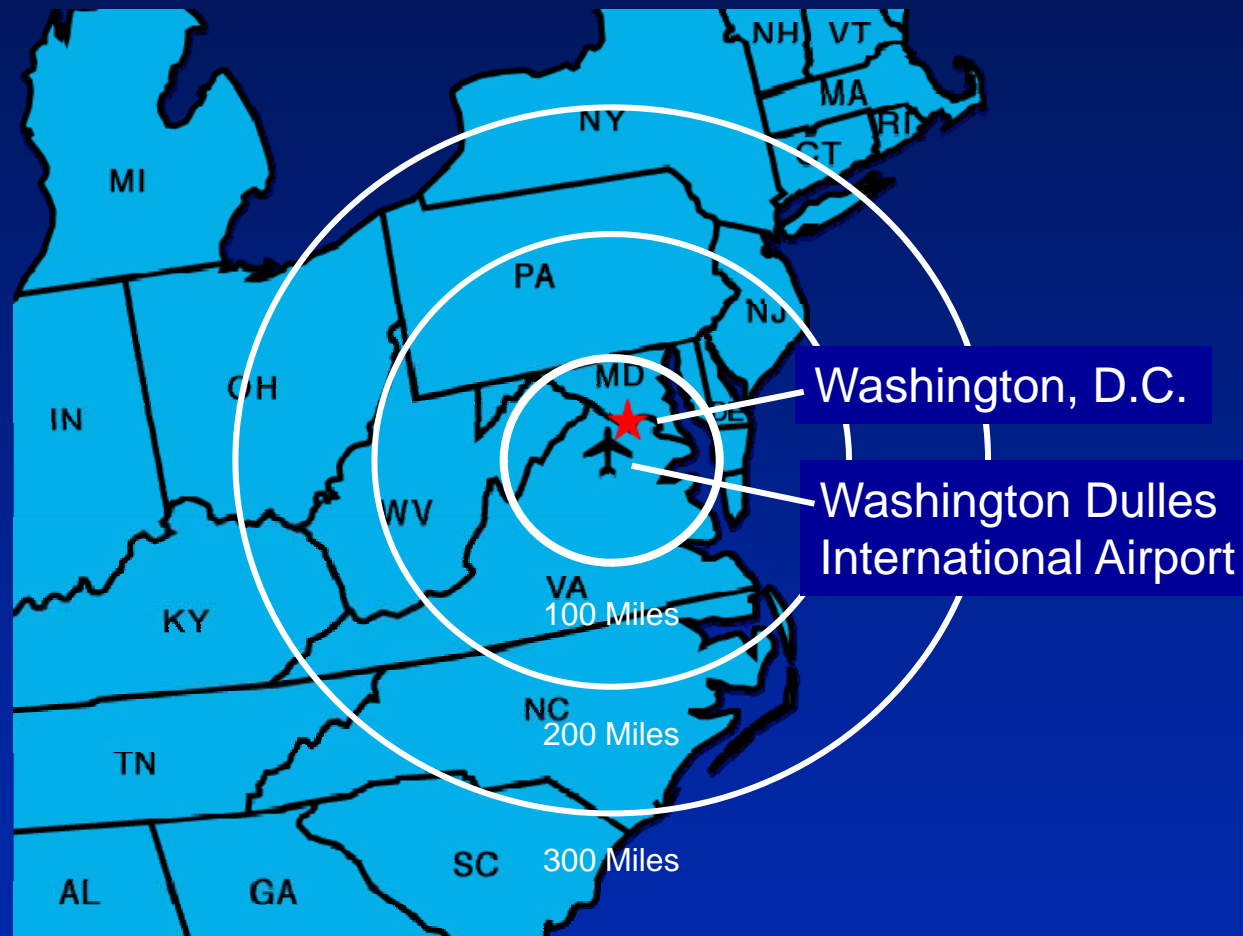 NH
VT
MA
NY
RI
CT
MI
PA
NJ
MD
OH
Washington, D.C.
IN
DE
Washington Dulles
International Airport
WV
VA
100 Miles
KY
NC
200 Miles
TN
300 Miles
SC
AL
GA